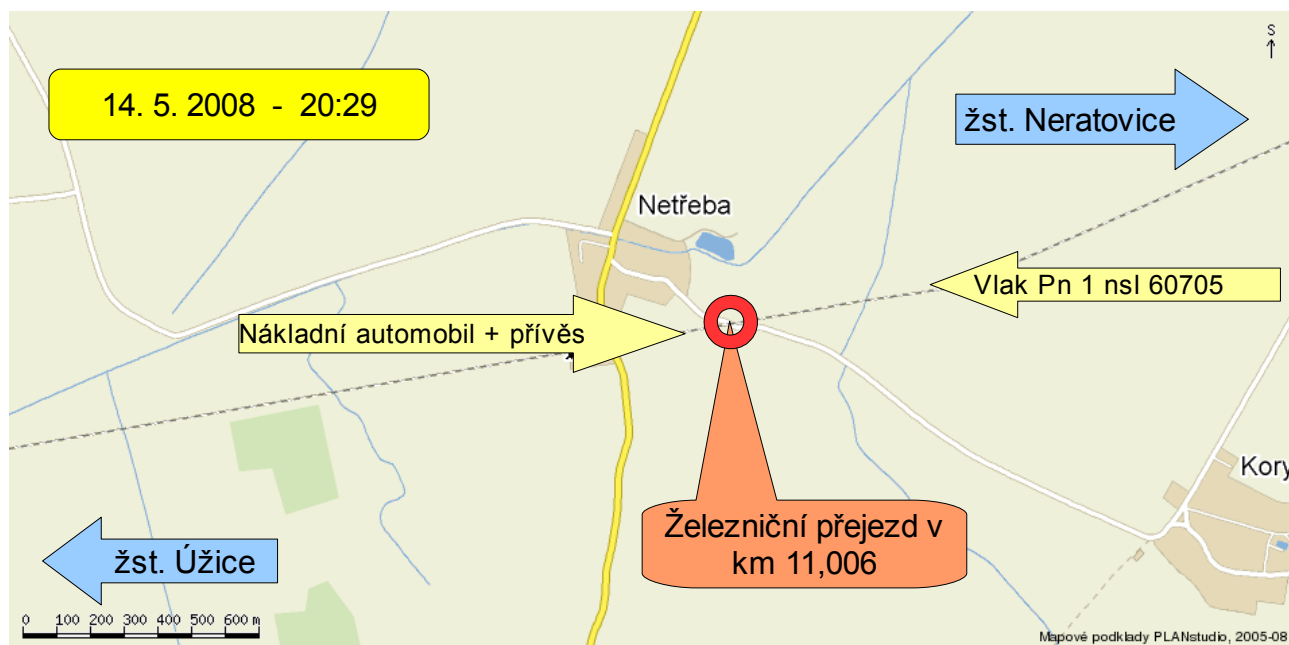 S
14. 5. 2008 - 20:29
žst. Neratovice
Netřeba
Vlak Pn 1 nsl 60705
Nákladní automobil + přívěs
Kory
Železniční přejezd v
km 11,006
žst. Úžice
0 100 200 300 400 500 600 m
Mapové podklady PLANstudio, 2005-08